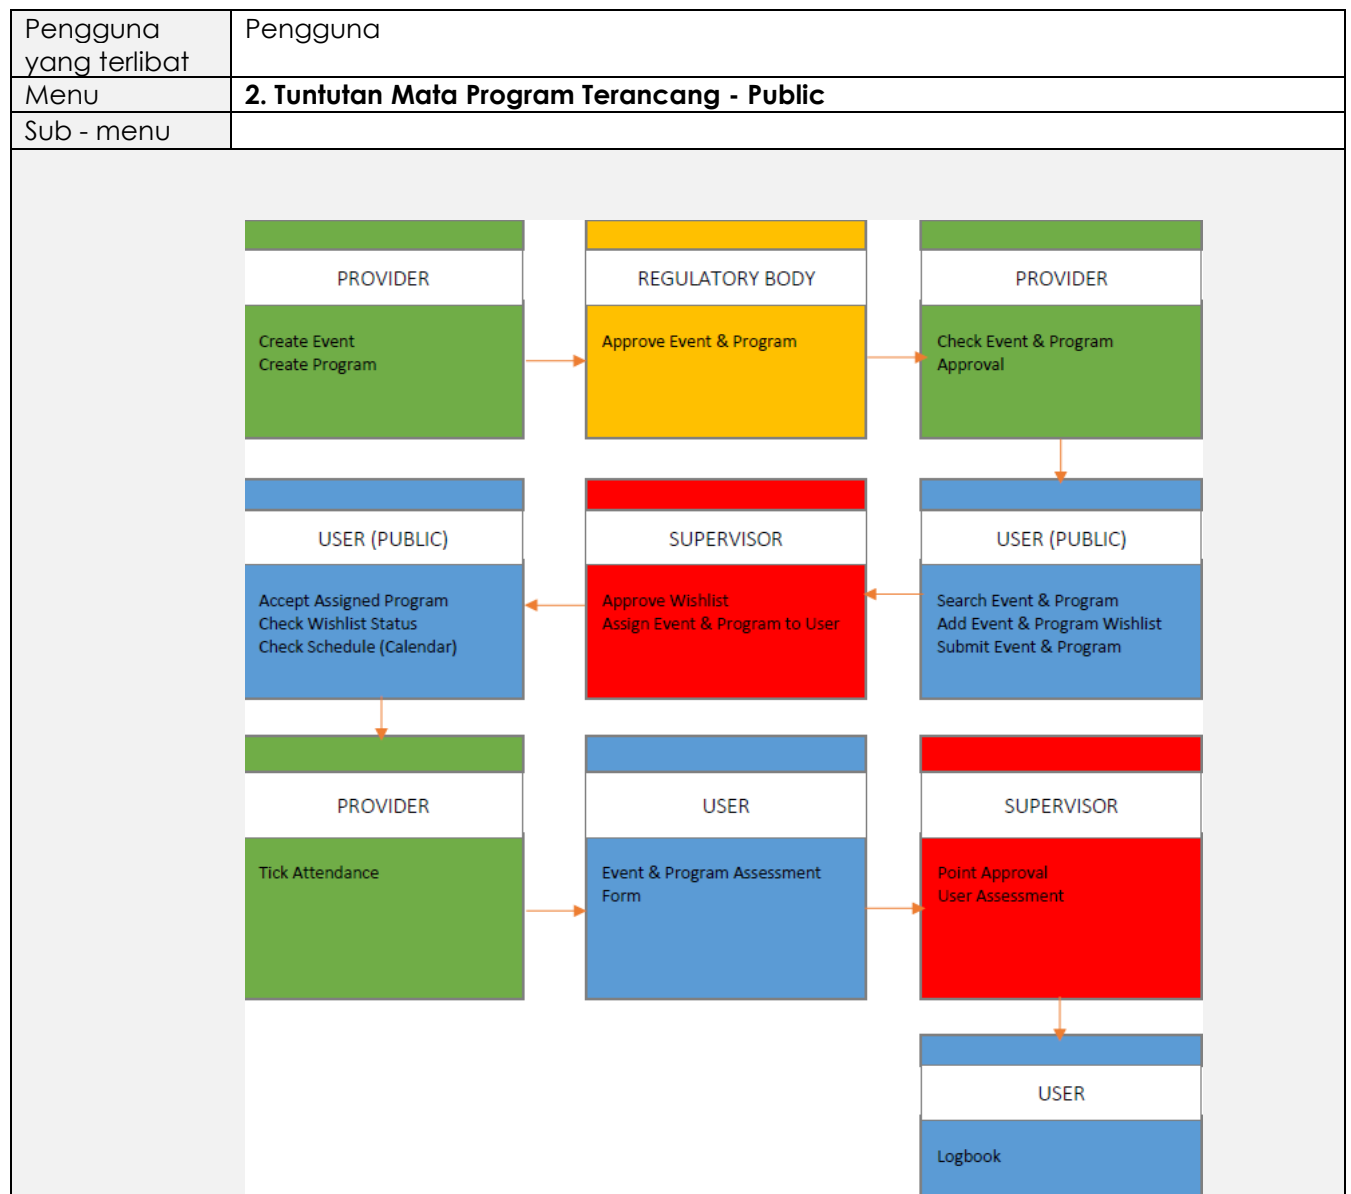 Pengguna
yang terlibat
Pengguna
Menu
2. Tuntutan Mata Program Terancang - Public
Sub - menu
PROVIDER
Create Event
Create Program
REGULATORY BODY
Approve Event & Program
PROVIDER
Check Event & Program
Approval
USER (PUBLIC)
Search Event & Program
Add Event & Program Wishlist
Submit Event & Program
SUPERVISOR
Approve Wishlist
Assign Event & Program to User
USER (PUBLIC)
Accept Assigned Program
Check Wishlist Status
Check Schedule (Calendar)
PROVIDER
Tick Attendance
USER
Event & Program Assessment
Form
SUPERVISOR
Point Approval
User Assessment
USER
Logbook